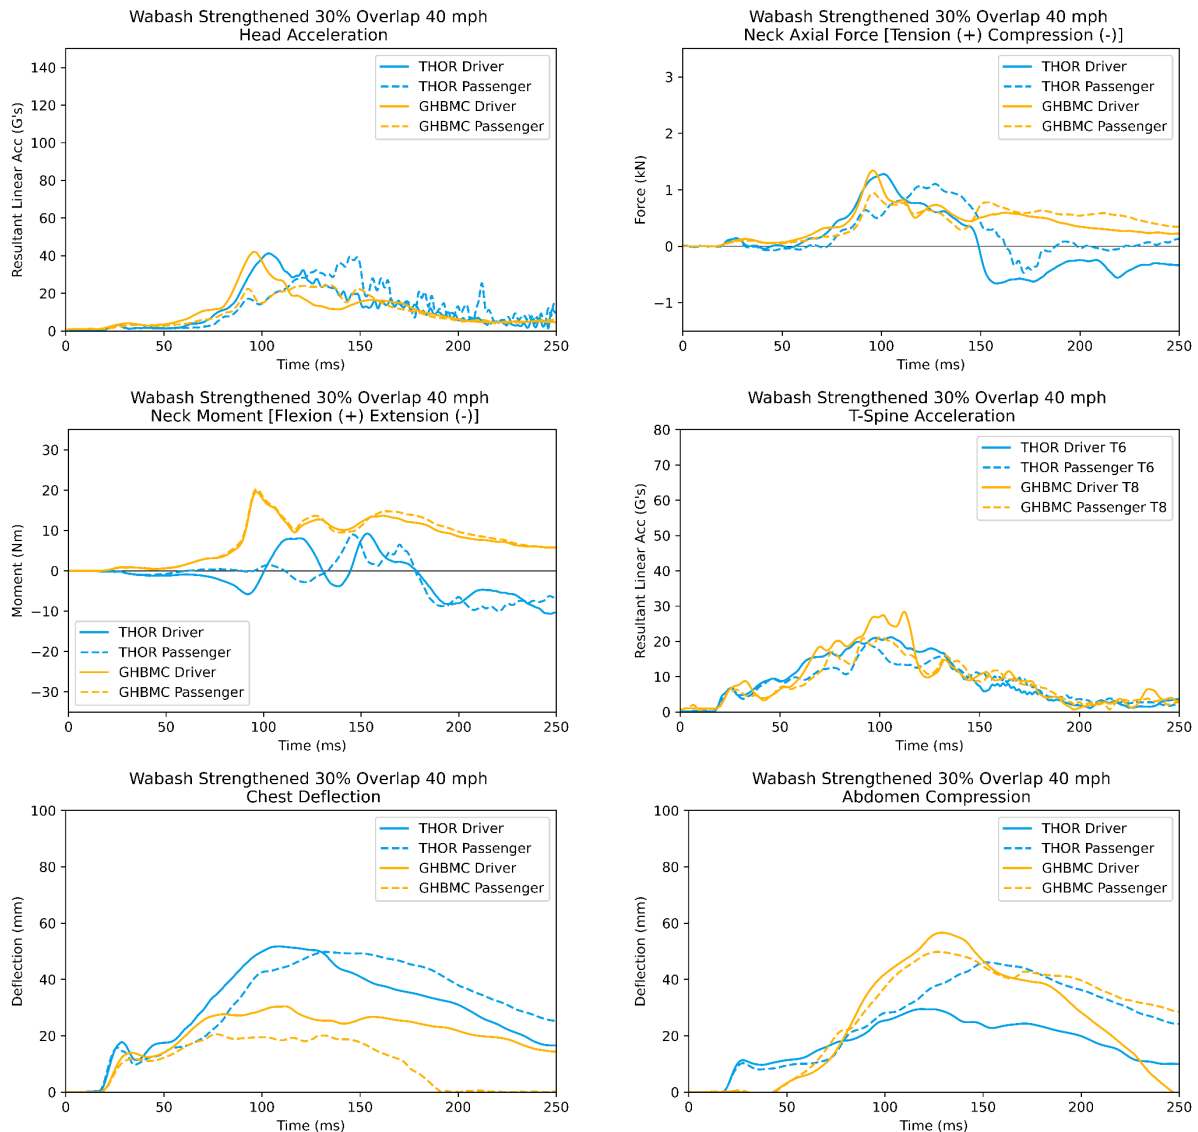 Wabash Strengthened 30% Overlap 40 mph
Head Acceleration
Resultant Linear Acc (G's)
140
120
100
80
60
40
20
0
THOR Driver
THOR Passenger
GHBMC Driver
GHBMC Passenger
0 50 100 150 200 250
Time (ms)
Wabash Strengthened 30% Overlap 40 mph
Neck Axial Force [Tension (+) Compression (-)]
Force (kN)
3
2
1
0
−1
THOR Driver
THOR Passenger
GHBMC Driver
GHBMC Passenger
0 50 100 150 200 250
Time (ms)
Wabash Strengthened 30% Overlap 40 mph
Neck Moment [Flexion (+) Extension (-)]
Moment (Nm)
30
20
10
0
−10
−20
−30
THOR Driver
THOR Passenger
GHBMC Driver
GHBMC Passenger
0 50 100 150 200 250
Time (ms)
Wabash Strengthened 30% Overlap 40 mph
T-Spine Acceleration
Resultant Linear Acc (G's)
80
70
60
50
40
30
20
10
0
THOR Driver T6
THOR Passenger T6
GHBMC Driver T8
GHBMC Passenger T8
0 50 100 150 200 250
Time (ms)
Wabash Strengthened 30% Overlap 40 mph
Chest Deflection
Deflection (mm)
100
80
60
40
20
0
THOR Driver
THOR Passenger
GHBMC Driver
GHBMC Passenger
0 50 100 150 200 250
Time (ms)
Wabash Strengthened 30% Overlap 40 mph
Abdomen Compression
Deflection (mm)
100
80
60
40
20
0
THOR Driver
THOR Passenger
GHBMC Driver
GHBMC Passenger
0 50 100 150 200 250
Time (ms)